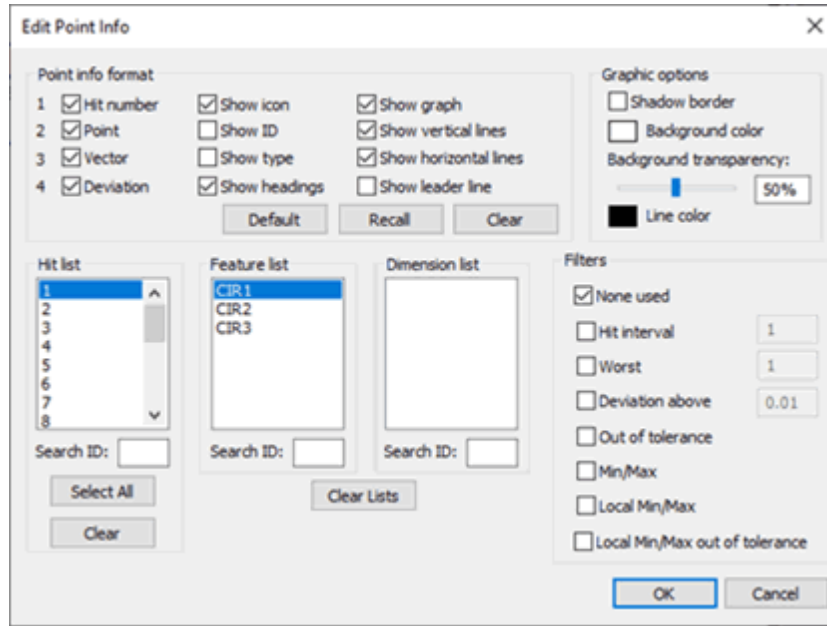 Edit Point Info
Point info format
1 Hit number Show icon Show graph
2 Point Show ID Show vertical lines
3 Vector Show type Show horizontal lines
4 Deviation Show headings Show leader line
Default Recall Clear
Graphic options
Shadow border
Background color
Background transparency:
50%
Line color
Hit list
1
2
3
4
5
6
7
8
Search ID:
Select All
Clear
Feature list
CIR1
CIR2
CIR3
Search ID:
Dimension list
Search ID:
Clear Lists
Filters
None used
Hit interval 1
Worst 1
Deviation above 0.01
Out of tolerance
Min/Max
Local Min/Max
Local Min/Max out of tolerance
OK Cancel